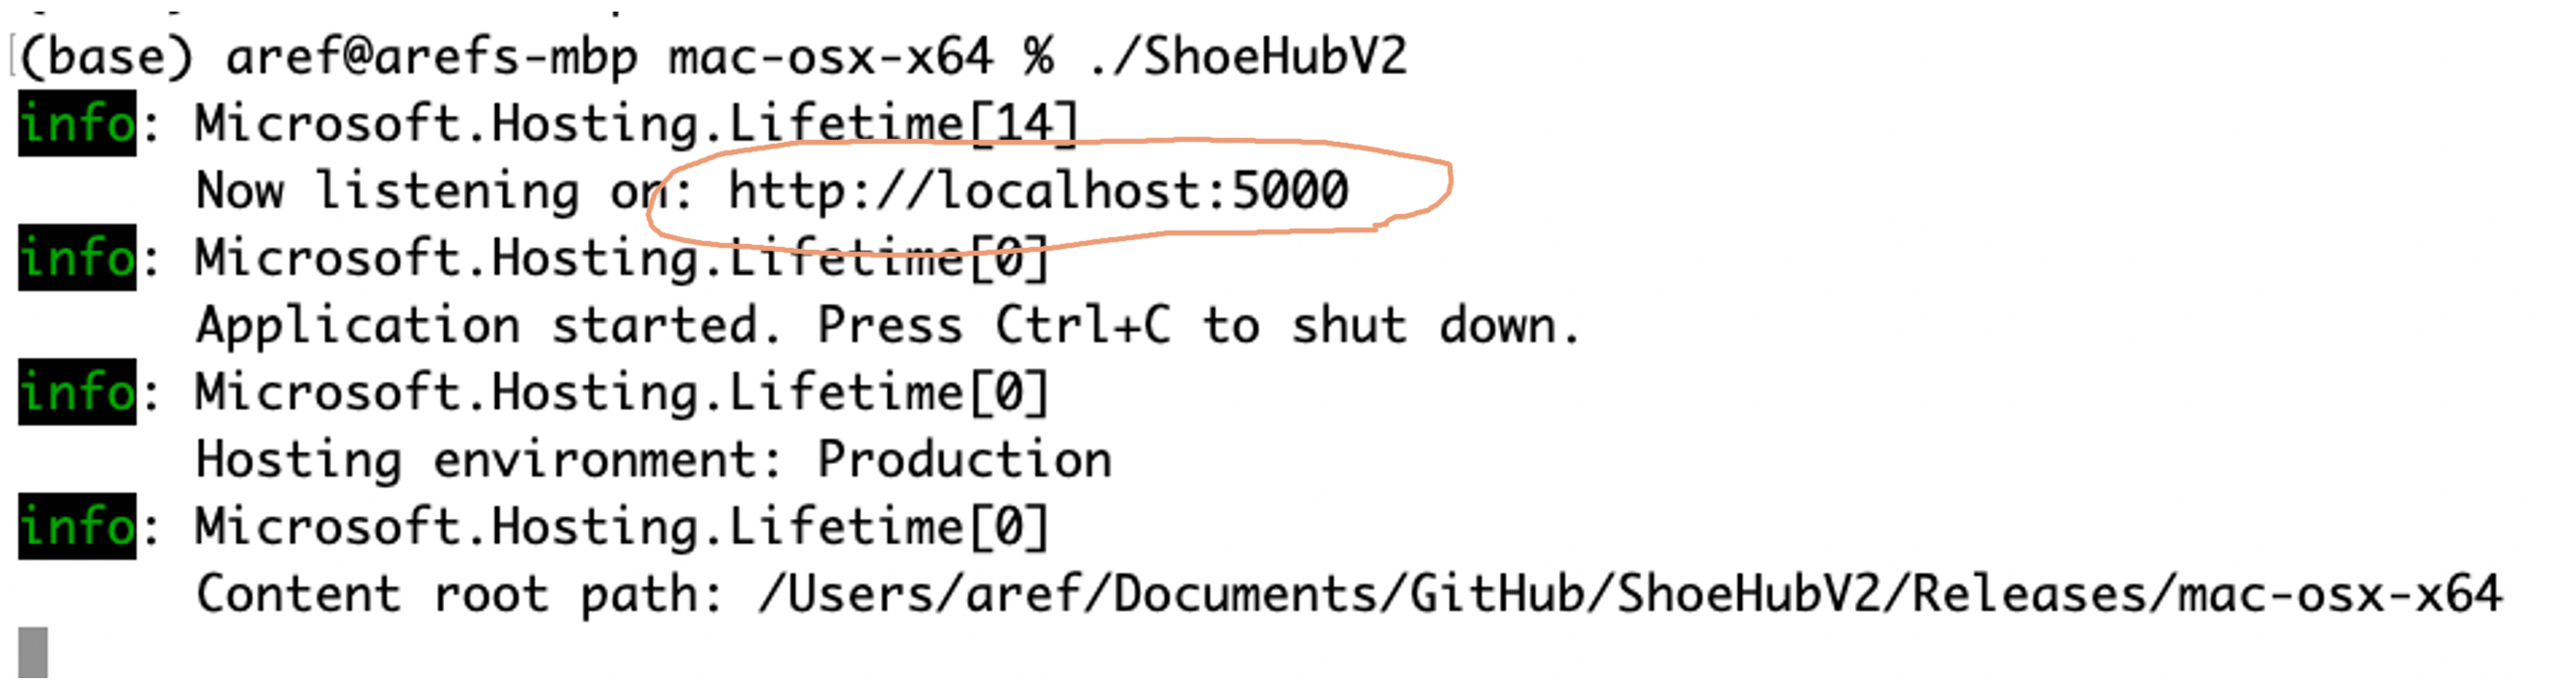 (base) aref@arefs-mbp mac-osx-x64 % ./ShoeHubV2
info: Microsoft.Hosting.Lifetime[14]
Now listening on: http://localhost:5000
info: Microsoft.Hosting.Lifetime[0]
Application started. Press Ctrl+C to shut down.
info: Microsoft.Hosting.Lifetime[0]
Hosting environment: Production
info: Microsoft.Hosting.Lifetime[0]
Content root path: /Users/aref/Documents/GitHub/ShoeHubV2/Releases/mac-osx-x64